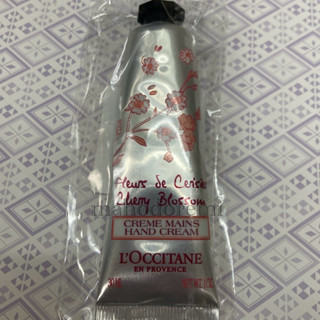 Fleurs de Cerisier
Cherry Blossom
CRÈME MAINS
HAND CREAM
L'OCCITANE
EN PROVENCE